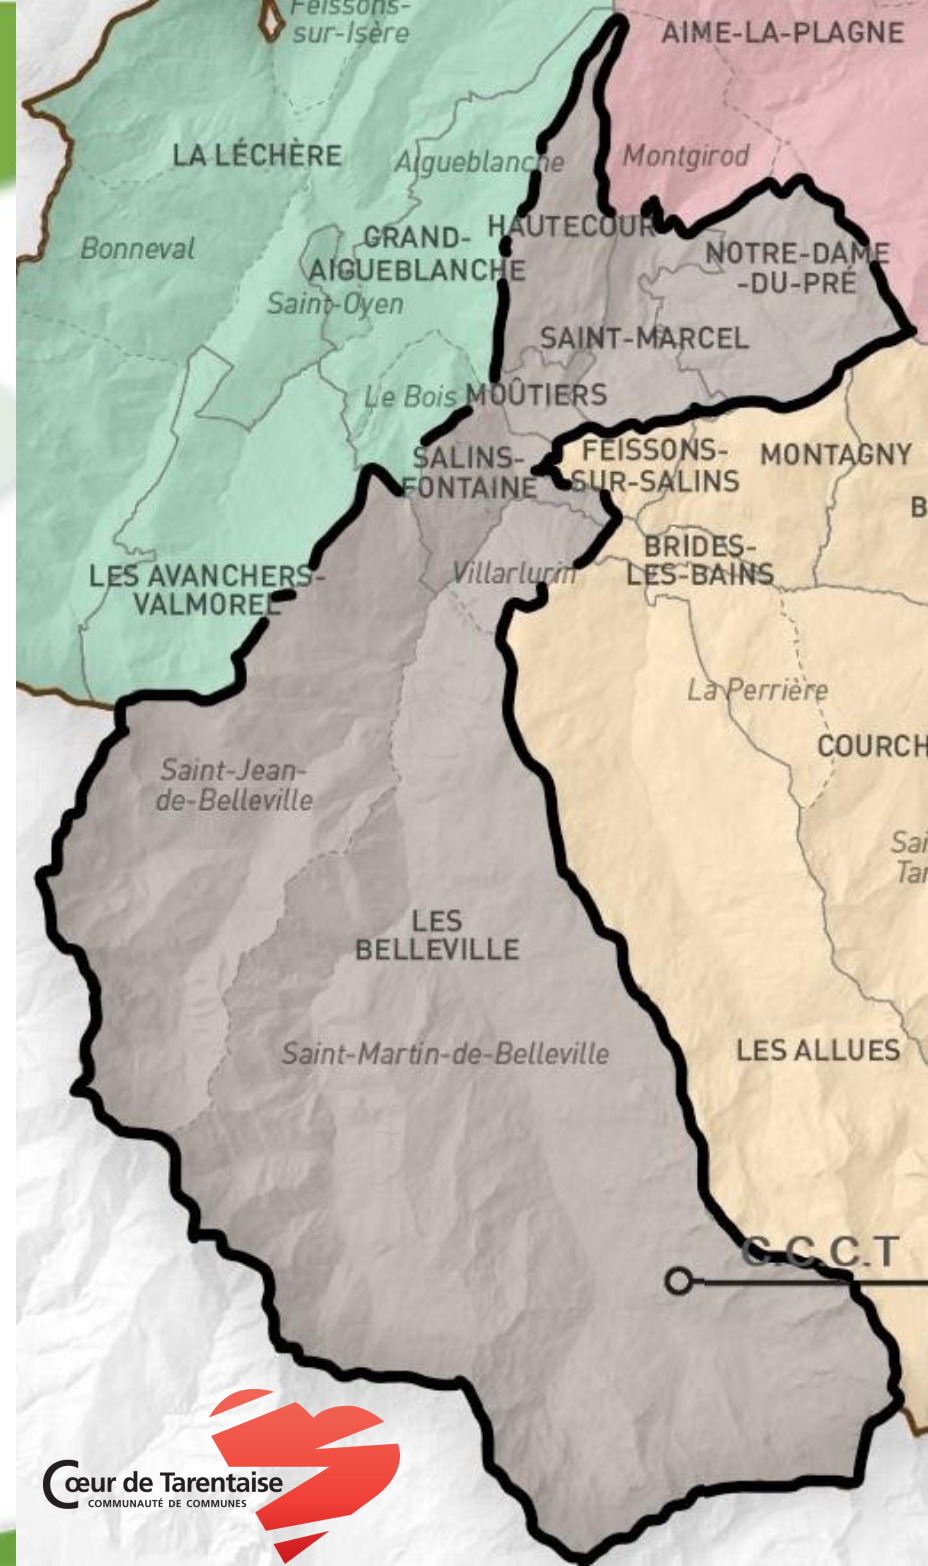 Feissons-
sur-Isère
AIME-LA-PLAGNE
LA LÉCHÈRE
Aigueblanche
Montgirod
HAUTECOUR
Bonneval
GRAND-
AIGUEBLANCHE
NOTRE-DAME
-DU-PRÉ
Saint-Oyen
SAINT-MARCEL
Le Bois
MOÛTIERS
SALINS-
FONTAINE
FEISSONS-
SUR-SALINS
MONTAGNY
B
BRIDES-
LES-BAINS
LES AVANCHERS-
VALMOREL
Villarlurin
La Perrière
COURCH
Saint-Jean-
de-Belleville
Sai
Tar
LES
BELLEVILLE
Saint-Martin-de-Belleville
LES ALLUES
C.C.C.T
Cœur de Tarentaise
COMMUNAUTÉ DE COMMUNES